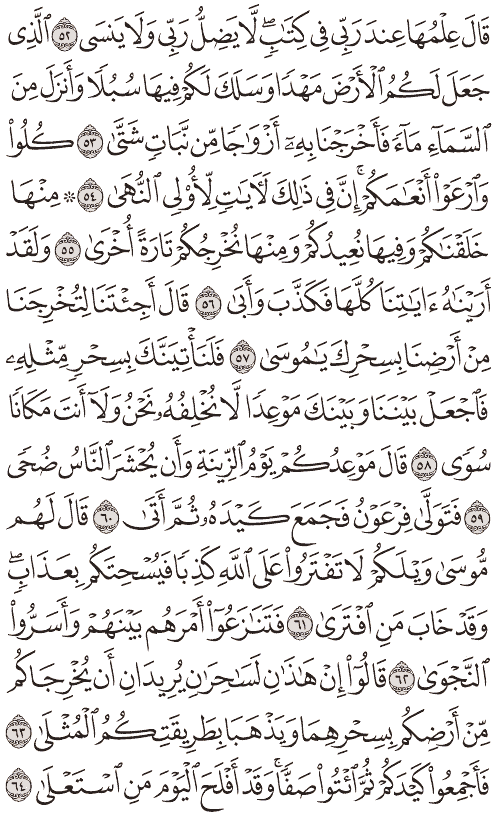 قَالَ عِلْمُهَا عِندَ رَبِّى فِى كِتَٰبٍۖ لَّا يَضِلُّ رَبِّى وَلَا يَنسَى ٥٢ ٱلَّذِى
جَعَلَ لَكُمُ ٱلْأَرْضَ مَهْدًا وَسَلَكَ لَكُمْ فِيهَا سُبُلًا وَأَنزَلَ مِنَ
ٱلسَّمَآءِ مَآءً فَأَخْرَجْنَا بِهِۦٓ أَزْوَٰجًا مِّن نَّبَاتٍ شَتَّىٰ ٥٣ كُلُوا۟
وَٱرْعَوْا۟ أَنْعَٰمَكُمْۗ إِنَّ فِى ذَٰلِكَ لَـَٔايَٰتٍ لِّأُو۟لِى ٱلنُّهَىٰ ٥٤ ۞ مِنْهَا
خَلَقْنَٰكُمْ وَفِيهَا نُعِيدُكُمْ وَمِنْهَا نُخْرِجُكُمْ تَارَةً أُخْرَىٰ ٥٥ وَلَقَدْ
أَرَيْنَٰهُ ءَايَٰتِنَا كُلَّهَا فَكَذَّبَ وَأَبَىٰ ٥٦ قَالَ أَجِئْتَنَا لِتُخْرِجَنَا
مِنْ أَرْضِنَا بِسِحْرِكَ يَٰمُوسَىٰ ٥٧ فَلَنَأْتِيَنَّكَ بِسِحْرٍ مِّثْلِهِۦ
فَٱجْعَلْ بَيْنَنَا وَبَيْنَكَ مَوْعِدًا لَّا نُخْلِفُهُۥ نَحْنُ وَلَآ أَنتَ مَكَانًا
سُوًى ٥٨ قَالَ مَوْعِدُكُمْ يَوْمُ ٱلزِّينَةِ وَأَن يُحْشَرَ ٱلنَّاسُ ضُحًى
٥٩ فَتَوَلَّىٰ فِرْعَوْنُ فَجَمَعَ كَيْدَهُۥ ثُمَّ أَتَىٰ ٦٠ قَالَ لَهُم
مُّوسَىٰ وَيْلَكُمْ لَا تَفْتَرُوا۟ عَلَى ٱللَّهِ كَذِبًا فَيُسْحِتَكُم بِعَذَابٍۖ
وَقَدْ خَابَ مَنِ ٱفْتَرَىٰ ٦١ فَتَنَٰزَعُوٓا۟ أَمْرَهُم بَيْنَهُمْ وَأَسَرُّوا۟
ٱلنَّجْوَىٰ ٦٢ قَالُوٓا۟ إِنْ هَٰذَٰنِ لَسَٰحِرَٰنِ يُرِيدَانِ أَن يُخْرِجَاكُم
مِّنْ أَرْضِكُم بِسِحْرِهِمَا وَيَذْهَبَا بِطَرِيقَتِكُمُ ٱلْمُثْلَىٰ ٦٣
فَأَجْمِعُوا۟ كَيْدَكُمْ ثُمَّ ٱئْتُوا۟ صَفًّاۚ وَقَدْ أَفْلَحَ ٱلْيَوْمَ مَنِ ٱسْتَعْلَىٰ ٦٤